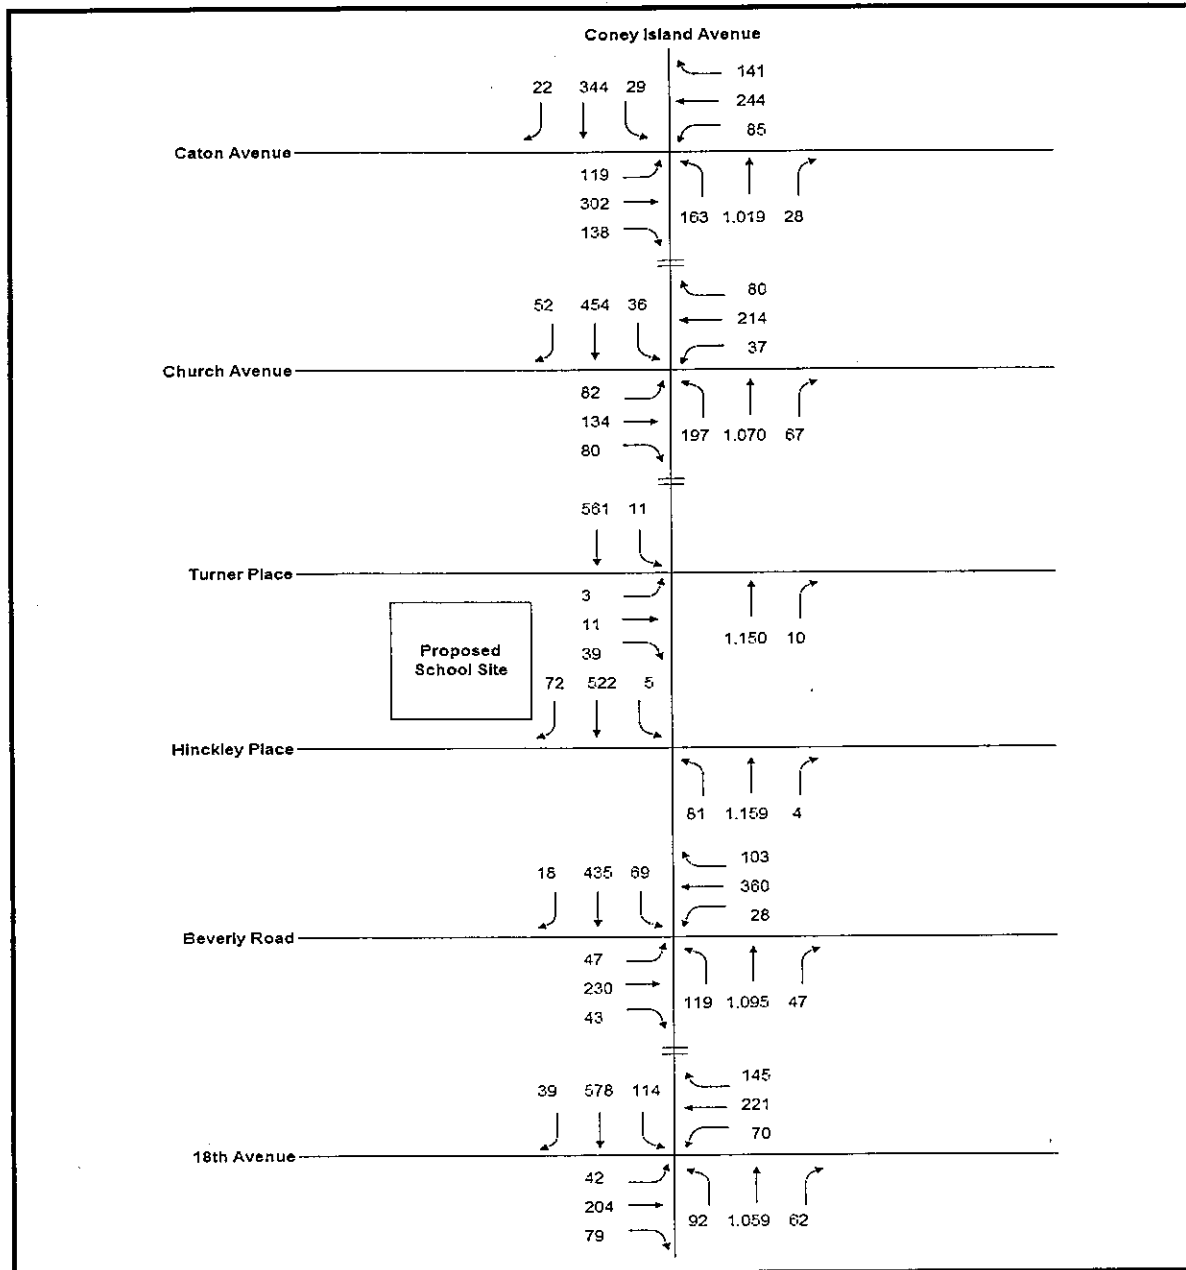 Coney Island Avenue
141
22 344 29
244
85
Caton Avenue
119
302
163 1.019 28
138
80
52 454 36
214
37
Church Avenue
82
134
197 1.070 67
80
561 11
Turner Place
3
11
1.150 10
39
Proposed
School Site
72 522 5
Hinckley Place
81 1.159 4
103
18 435 69
360
28
Beverly Road
47
230
119 1.095 47
43
145
39 578 114
221
70
18th Avenue
42
204
92 1.059 62
79